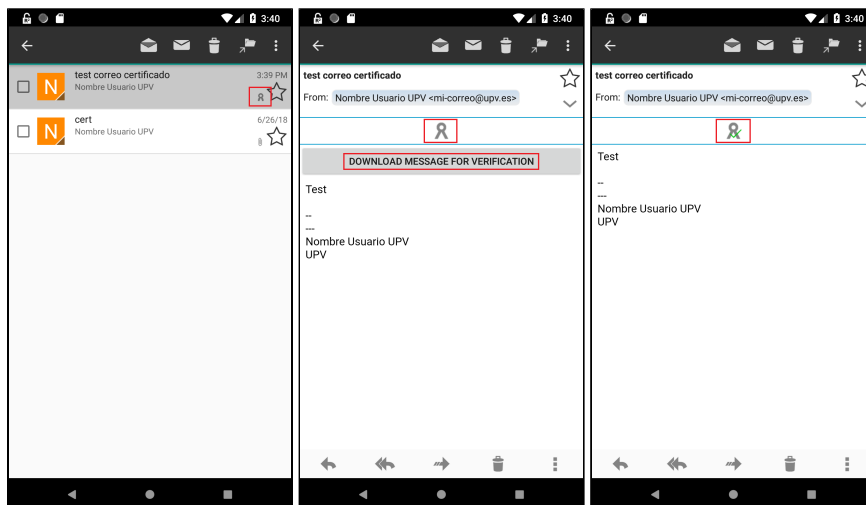 3:40
N
test correo certificado
3:39 PM
Nombre Usuario UPV
N
cert
6/26/18
Nombre Usuario UPV
3:40
test correo certificado
From: Nombre Usuario UPV <mi-correo@upv.es>
DOWNLOAD MESSAGE FOR VERIFICATION
Test
--
---
Nombre Usuario UPV
UPV
3:40
test correo certificado
From: Nombre Usuario UPV <mi-correo@upv.es>
Test
--
---
Nombre Usuario UPV
UPV